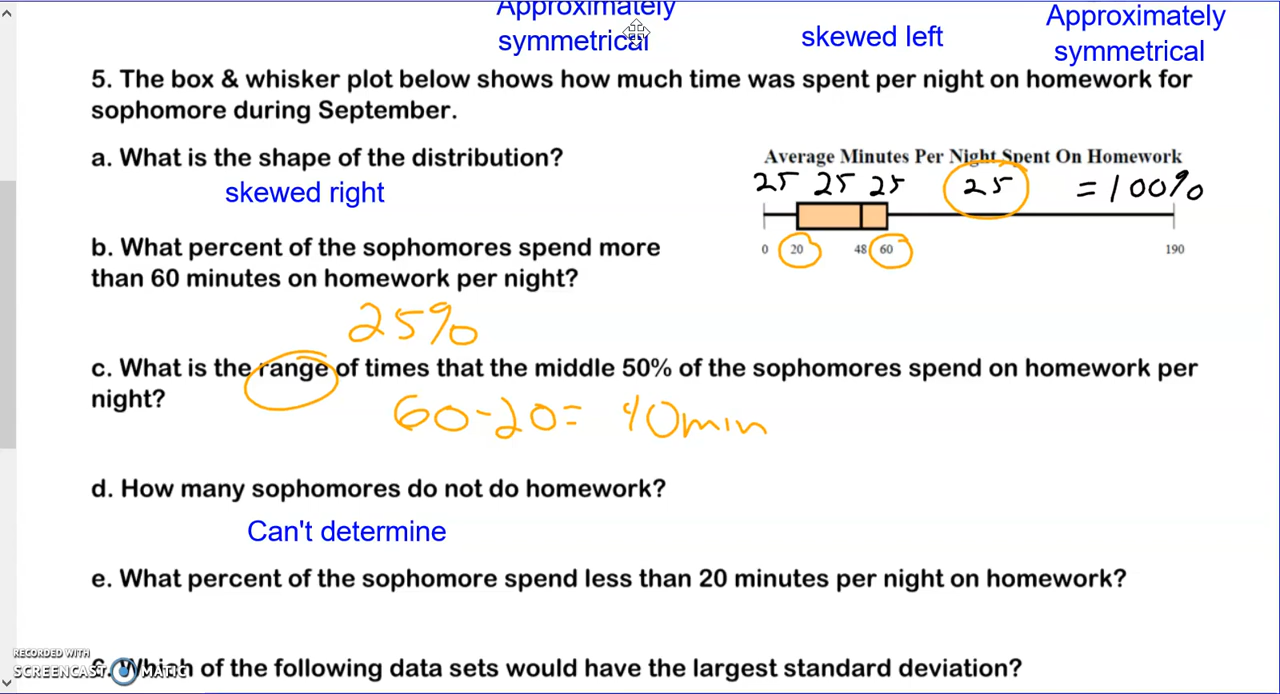 Approximately
symmetrical
skewed left
Approximately
symmetrical
5. The box & whisker plot below shows how much time was spent per night on homework for
sophomore during September.
a. What is the shape of the distribution?
skewed right
Average Minutes Per Night Spent On Homework
25 25 25 25 = 100%
0 20 48 60 190
b. What percent of the sophomores spend more
than 60 minutes on homework per night?
25%
c. What is the range of times that the middle 50% of the sophomores spend on homework per
night?
60-20= 40min
d. How many sophomores do not do homework?
Can't determine
e. What percent of the sophomore spend less than 20 minutes per night on homework?
RECORDED WITH
SCREENCAST MATIC
6. Which of the following data sets would have the largest standard deviation?